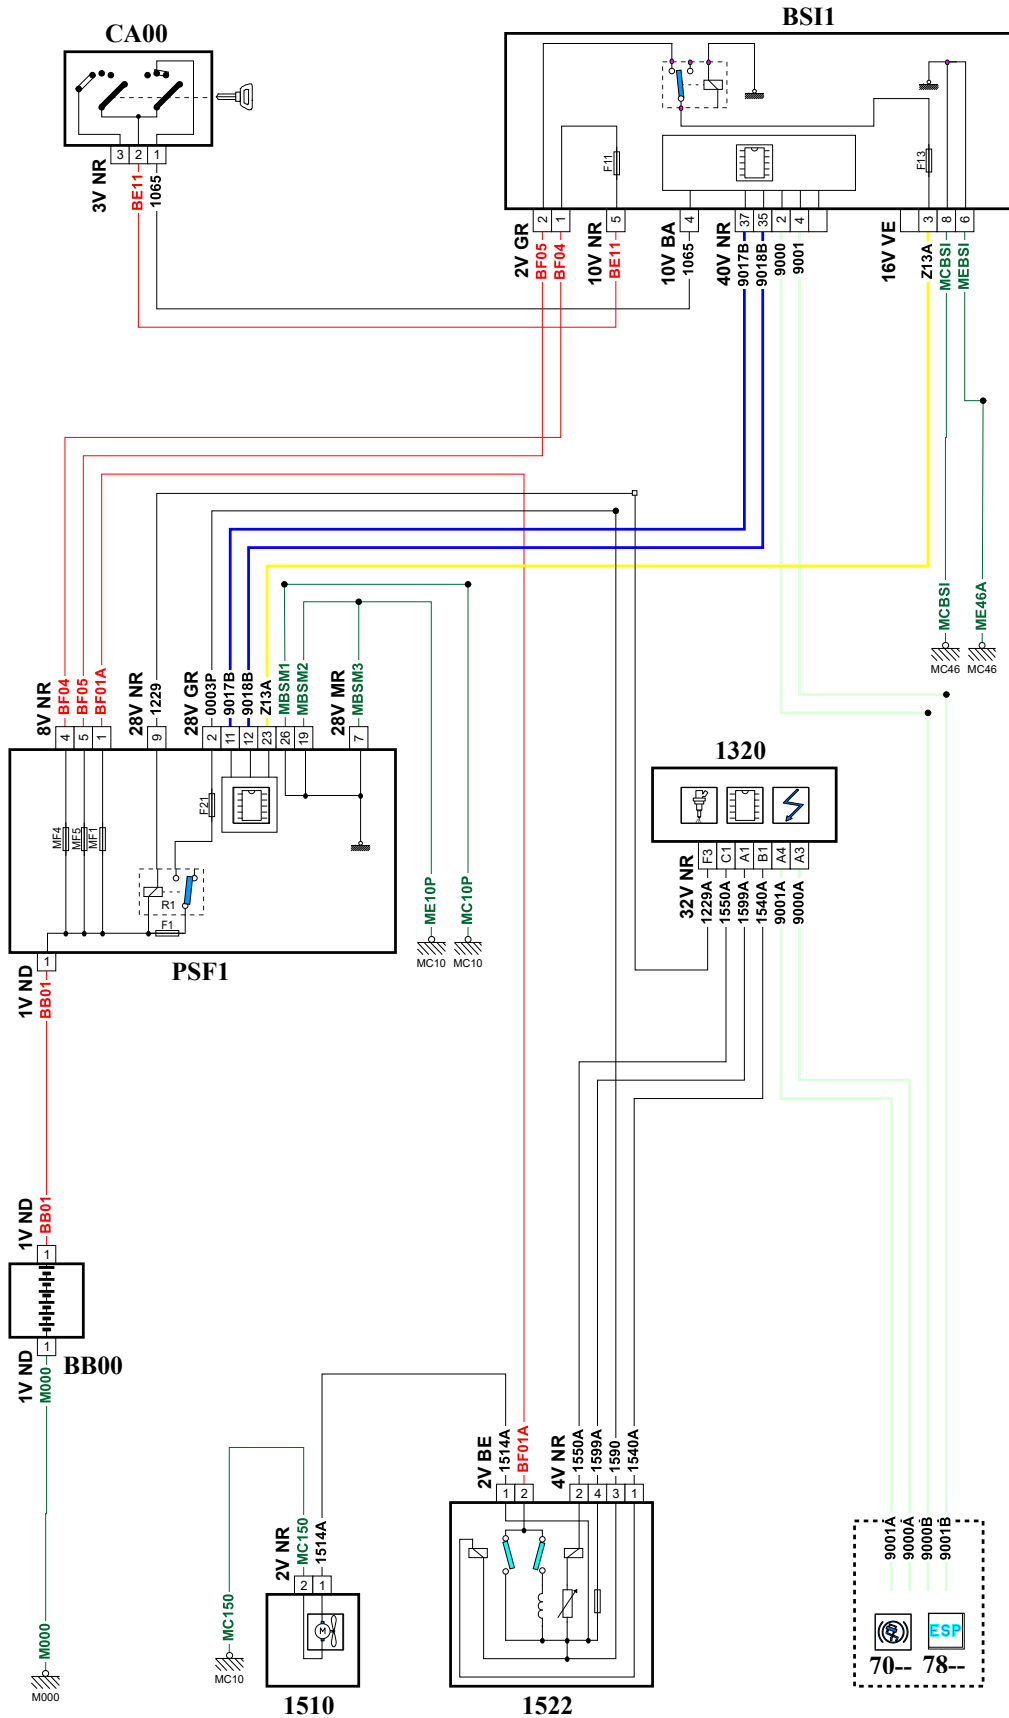 BSI1
CA00
3 2 1
3V NR
BE11
1065
F11
F13
2 1 5 4 37 35 2 4 3 8 6
2V GR
BF05
BF04
10V NR
BE11
10V BA
1065
40V NR
9017B
9018B
9000
9001
16V VE
Z13A
MCBSI
MEBSI
MCBSI
ME46A
MC46
MC46
8V NR
BF04
BF05
BF01A
28V NR
1229
28V GR
0003P
9017B
9018B
Z13A
MBSM1
MBSM2
28V MR
MBSM3
4 5 1 9 2 11 12 23 26 19 7
MF4
MF5
MF1
F21
R1
F1
1
PSF1
1V ND
BB01
ME10P
MC10P
MC10
MC10
1320
F3 C1 A1 B1 A4 A3
32V NR
1229A
1550A
1599A
1540A
9001A
9000A
1V ND
BB01
1
1
BB00
1V ND
M000
M000
M000
2V BE
1514A
BF01A
4V NR
1550A
1599A
1590
1540A
1 2 2 4 3 1
2V NR
MC150
1514A
2 1
M
MC150
MC10
1510
1522
9001A
9000A
9000B
9001B
ESP
70-- 78--